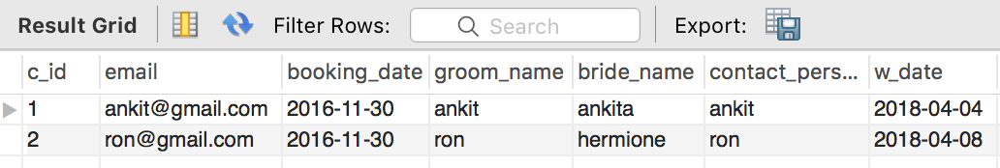 Result Grid Filter Rows: Search Export:
c_id email booking_date groom_name bride_name contact_pers... w_date
1 ankit@gmail.com 2016-11-30 ankit ankita ankit 2018-04-04
2 ron@gmail.com 2016-11-30 ron hermione ron 2018-04-08